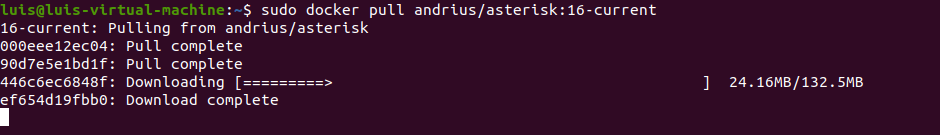 luis@luis-virtual-machine:~$ sudo docker pull andrius/asterisk:16-current
16-current: Pulling from andrius/asterisk
000eee12ec04: Pull complete
90d7e5e1bd1f: Pull complete
446c6ec6848f: Downloading [=========>                                         ]  24.16MB/132.5MB
ef654d19fbb0: Download complete